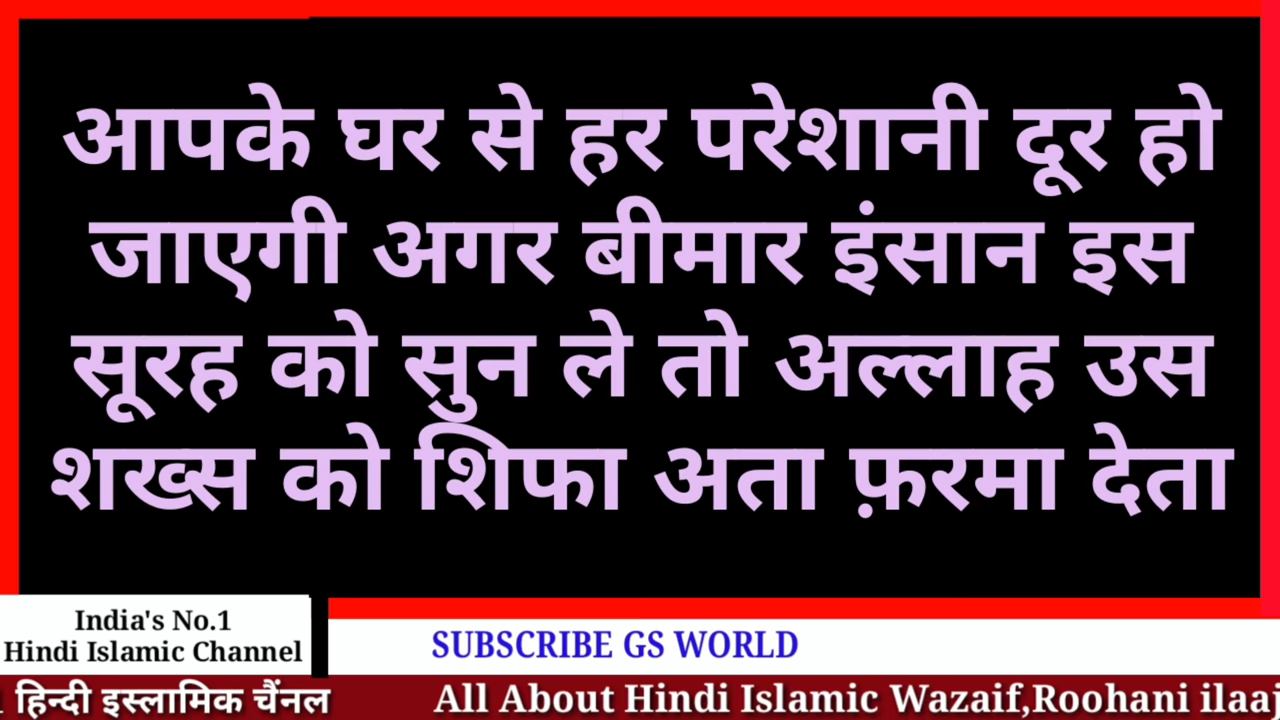 आपके घर से हर परेशानी दूर हो
जाएगी अगर बीमार इंसान इस
सूरह को सुन ले तो अल्लाह उस
शख्स को शिफा अता फ़रमा देता
India's No.1
Hindi Islamic Channel
SUBSCRIBE GS WORLD
हिन्दी इस्लामिक चैंनल
All About Hindi Islamic Wazaif,Roohani ilaaj